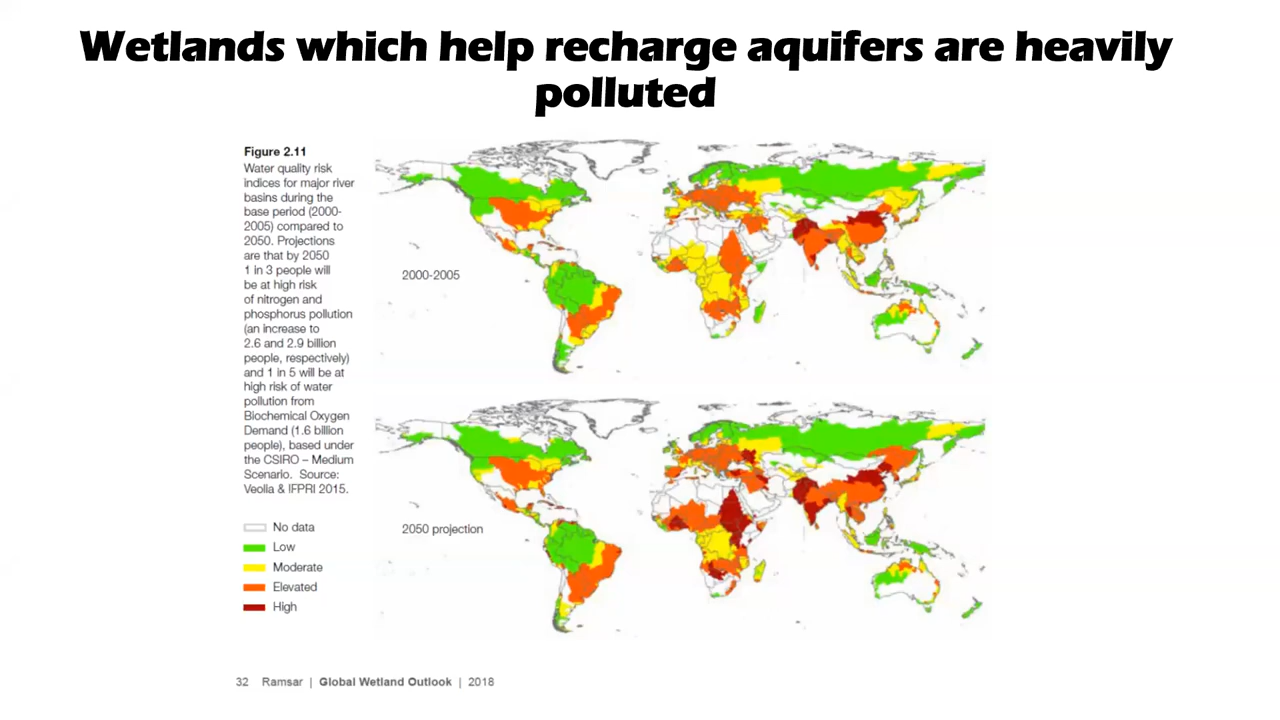 Wetlands which help recharge aquifers are heavily
polluted
Figure 2.11
Water quality risk
indices for major river
basins during the
base period (2000-
2005) compared to
2050. Projections
are that by 2050
1 in 3 people will
be at high risk
of nitrogen and
phosphorus pollution
(an increase to
2.6 and 2.9 billion
people, respectively)
and 1 in 5 will be at
high risk of water
pollution from
Biochemical Oxygen
Demand (1.6 billion
people), based under
the CSIRO – Medium
Scenario. Source:
Veolia & IFPRI 2015.
No data
Low
Moderate
Elevated
High
2000-2005
2050 projection
32 Ramsar | Global Wetland Outlook | 2018